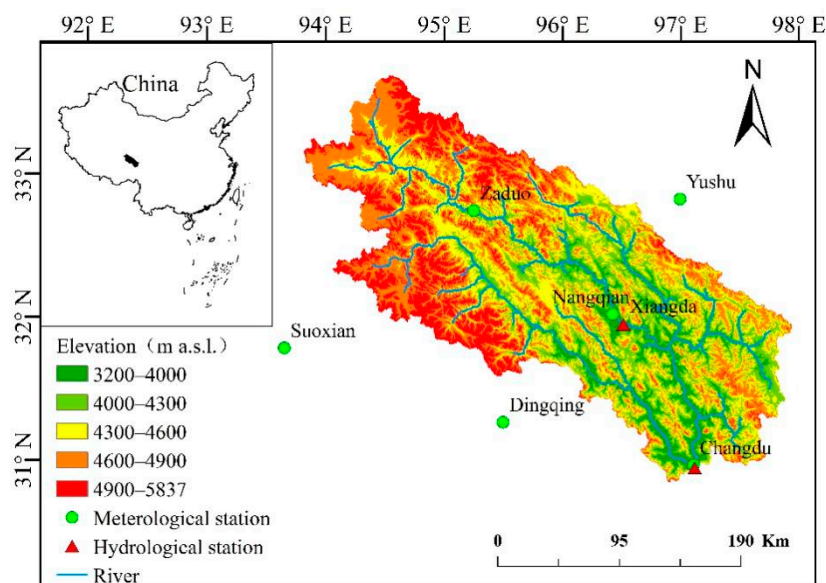 92° E 93° E 94° E 95° E 96° E 97° E 98° E
China
N
33° N
Yushu
Zaduo
32° N
Nangqian
Xiangda
Suoxian
Elevation（m a.s.l.）
3200–4000
4000–4300
4300–4600
4600–4900
4900–5837
Dingqing
31° N
Changdu
Meterological station
Hydrological station
River
0 95 190 Km